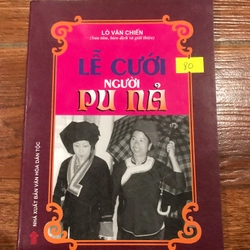 LÒ VĂN CHIẾN
(Sưu tầm, biên dịch và giới thiệu)
LỄ CƯỚI
90
NGƯỜI
PU NẢ
NHÀ XUẤT BẢN VĂN HÓA DÂN TỘC